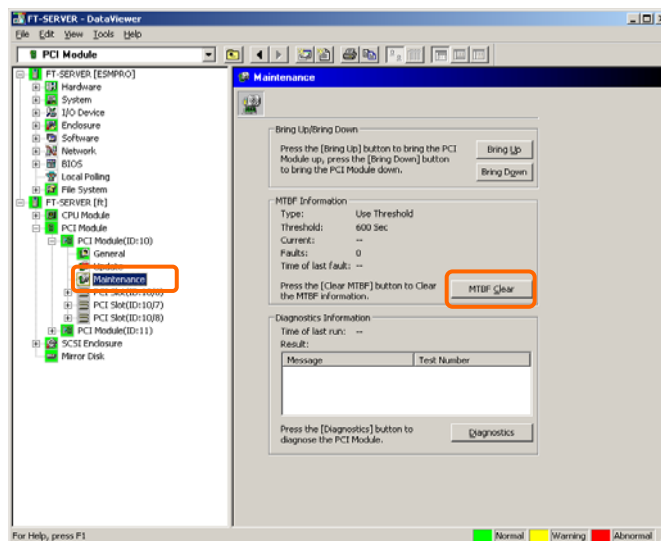 FT-SERVER - DataViewer
File Edit View Tools Help
PCI Module
FT-SERVER [ESMPRO]
Hardware
System
I/O Device
Enclosure
Software
Network
BIOS
Local Polling
File System
FT-SERVER [ft]
CPU Module
PCI Module
PCI Module(ID:10)
General
Update
Maintenance
PCI Slot(ID:10/6)
PCI Slot(ID:10/7)
PCI Slot(ID:10/8)
PCI Module(ID:11)
SCSI Enclosure
Mirror Disk
Maintenance
Bring Up/Bring Down
Press the [Bring Up] button to bring the PCI
Module up, press the [Bring Down] button
to bring the PCI Module down.
Bring Up
Bring Down
MTBF Information
Type: Use Threshold
Threshold: 600 Sec
Current: --
Faults: 0
Time of last fault: --
Press the [Clear MTBF] button to Clear
the MTBF information.
MTBF Clear
Diagnostics Information
Time of last run: --
Result:
Message Test Number
Press the [Diagnostics] button to
diagnose the PCI Module.
Diagnostics
For Help, press F1
Normal Warning Abnormal